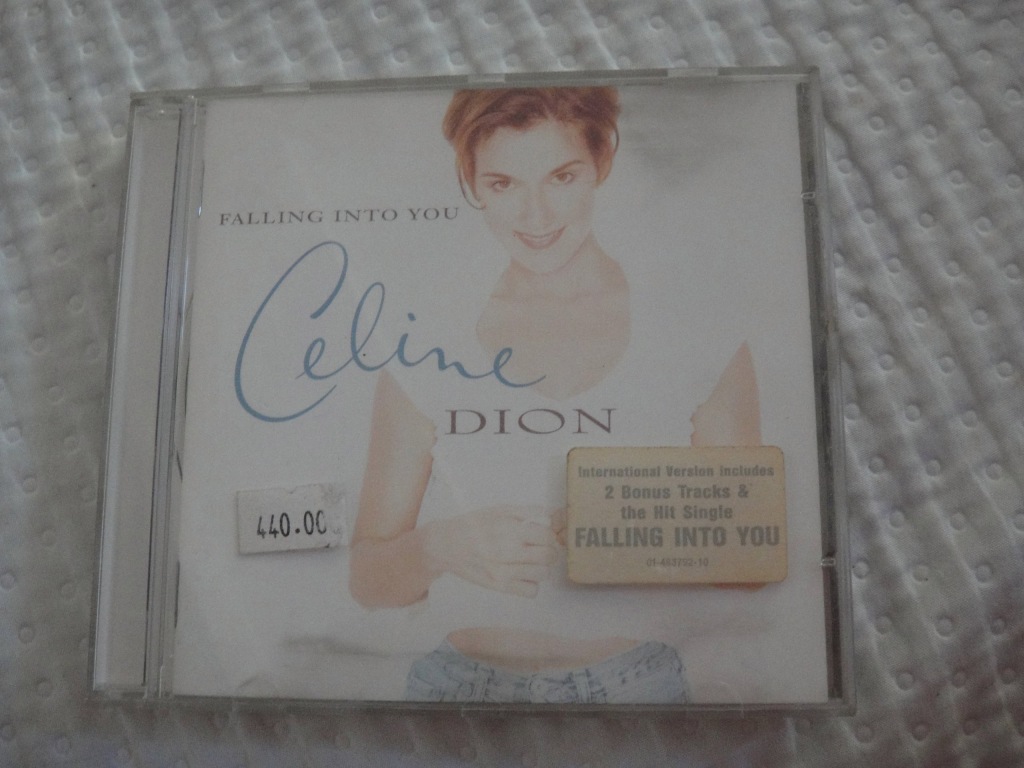 FALLING INTO YOU
Celine
DION
440.00
International Version includes
2 Bonus Tracks &
the Hit Single
FALLING INTO YOU